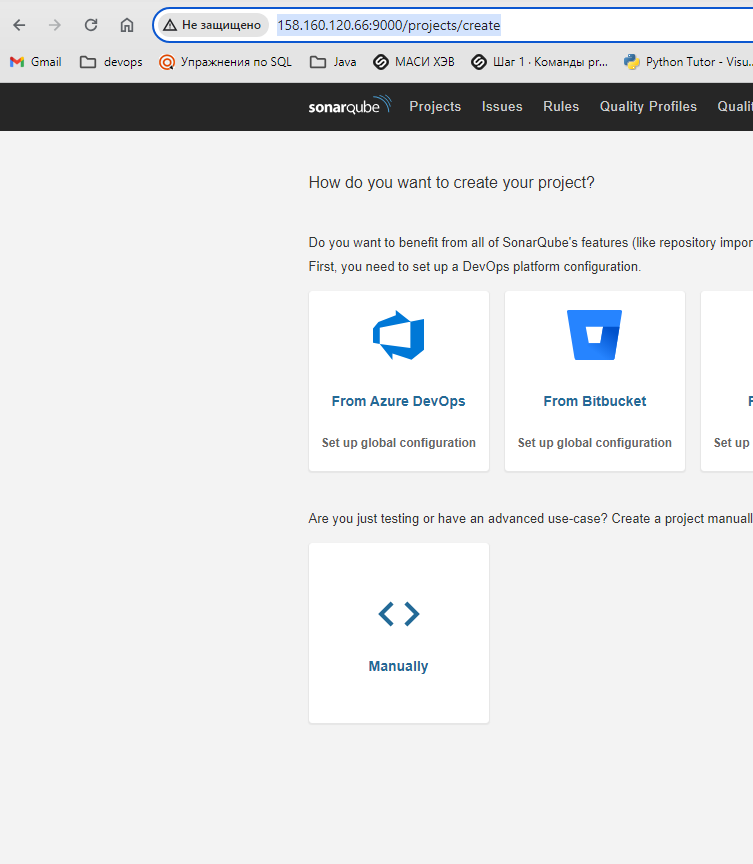 Не защищено 158.160.120.66:9000/projects/create
Gmail devops Упражнения по SQL Java МАСИ ХЭВ Шаг 1 · Команды pr... Python Tutor - Visu...
sonarqube Projects Issues Rules Quality Profiles Qualit
How do you want to create your project?
Do you want to benefit from all of SonarQube's features (like repository impor
First, you need to set up a DevOps platform configuration.
From Azure DevOps From Bitbucket F
Set up global configuration Set up global configuration Set up
Are you just testing or have an advanced use-case? Create a project manuall
Manually